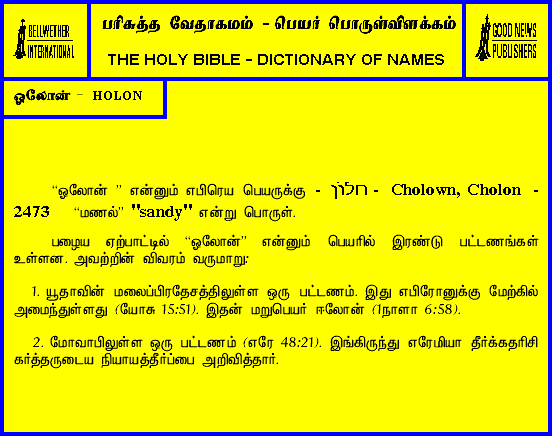 BELLWETHER
INTERNATIONAL
பரிசுத்த வேதாகமம் - பெயர் பொருள்விளக்கம்
THE HOLY BIBLE - DICTIONARY OF NAMES
GOOD NEWS
PUBLISHERS
ஓலோன் - HOLON
“ஓலோன் ” என்னும் எபிரெய பெயருக்கு - חלון - Cholown, Cholon -
2473 “மணல்” "sandy" என்று பொருள்.
பழைய ஏற்பாட்டில் “ஓலோன்” என்னும் பெயரில் இரண்டு பட்டணங்கள்
உள்ளன. அவற்றின் விவரம் வருமாறு:
1. யூதாவின் மலைப்பிரதேசத்திலுள்ள ஒரு பட்டணம். இது எபிரோனுக்கு மேற்கில்
அமைந்துள்ளது (யோசு 15:51). இதன் மறுபெயர் ஈலோன் (1நாளா 6:58).
2. மோவாபிலுள்ள ஒரு பட்டணம் (எரே 48:21). இங்கிருந்து எரேமியா தீர்க்கதரிசி
கர்த்தருடைய நியாயத்தீர்ப்பை அறிவித்தார்.